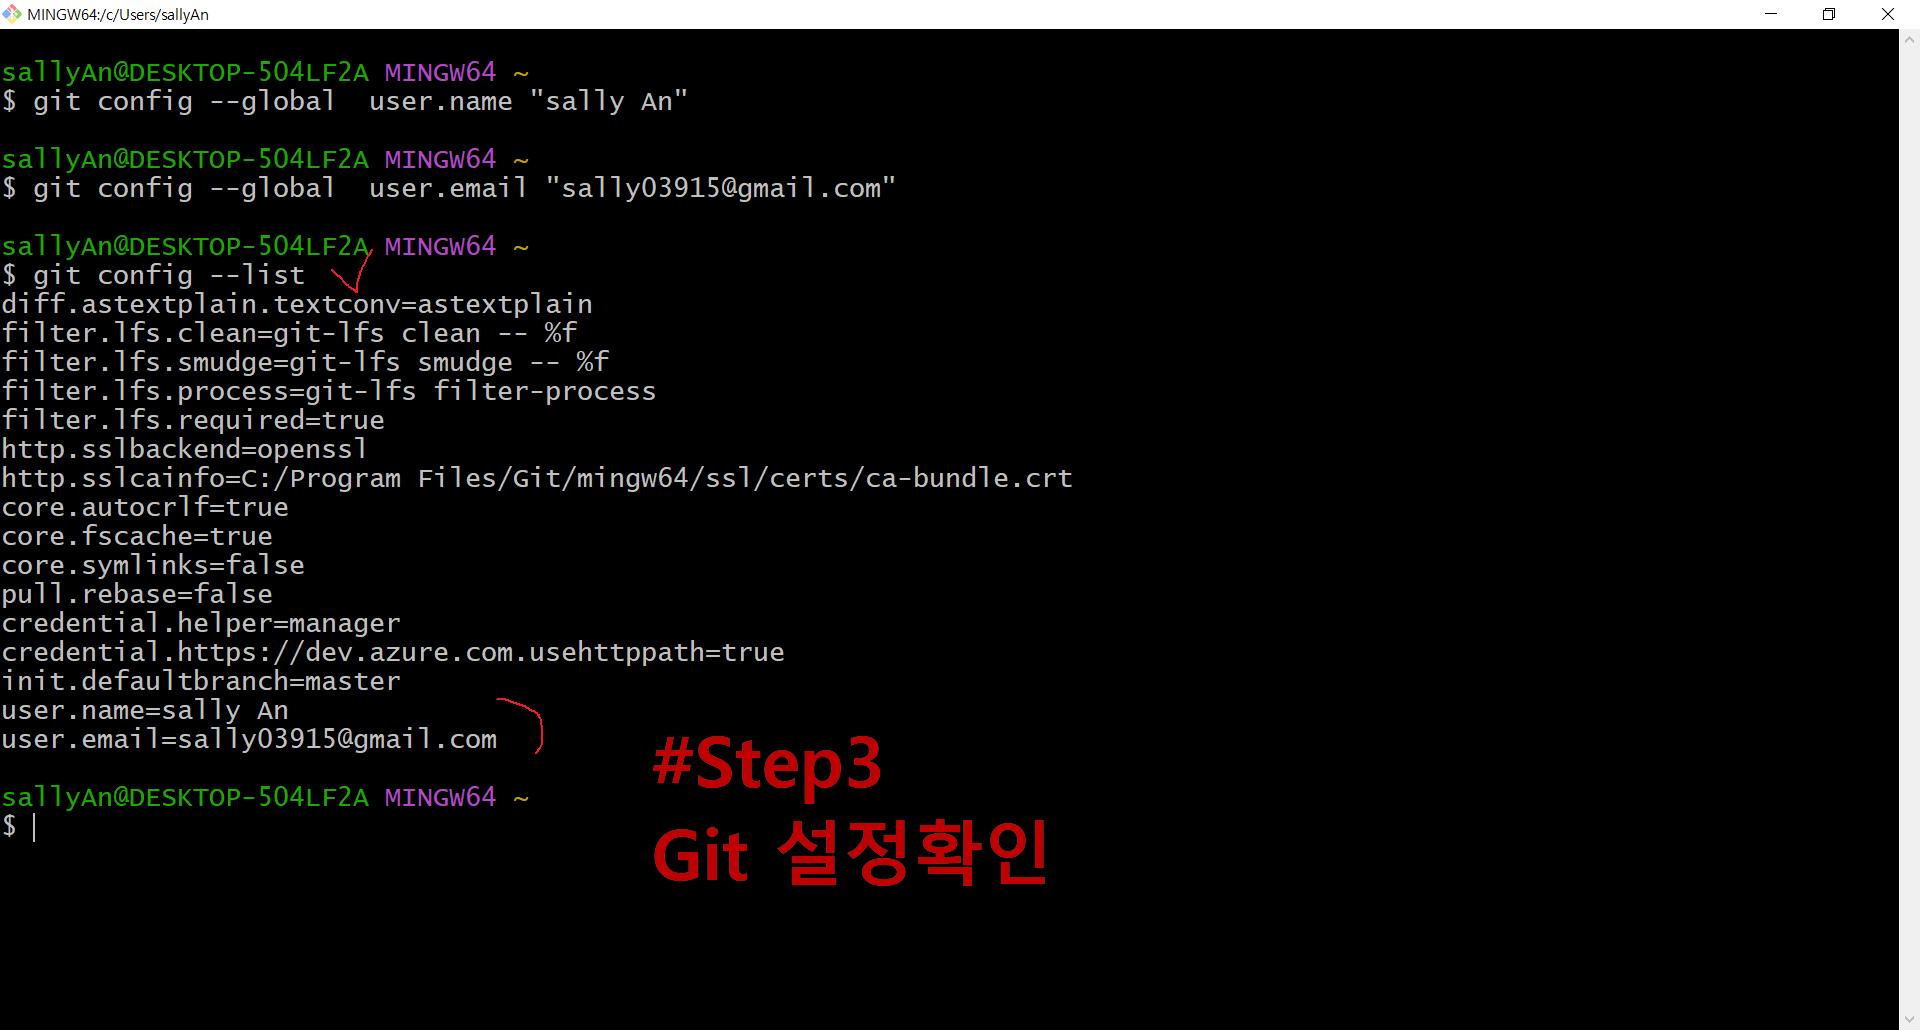 MINGW64:/c/Users/sallyAn
sallyAn@DESKTOP-504LF2A MINGW64 ~
$ git config --global  user.name "sally An"
sallyAn@DESKTOP-504LF2A MINGW64 ~
$ git config --global  user.email "sally03915@gmail.com"
sallyAn@DESKTOP-504LF2A MINGW64 ~
$ git config --list
diff.astextplain.textconv=astextplain
filter.lfs.clean=git-lfs clean -- %f
filter.lfs.smudge=git-lfs smudge -- %f
filter.lfs.process=git-lfs filter-process
filter.lfs.required=true
http.sslbackend=openssl
http.sslcainfo=C:/Program Files/Git/mingw64/ssl/certs/ca-bundle.crt
core.autocrlf=true
core.fscache=true
core.symlinks=false
pull.rebase=false
credential.helper=manager
credential.https://dev.azure.com.usehttppath=true
init.defaultbranch=master
user.name=sally An
user.email=sally03915@gmail.com
#Step3
sallyAn@DESKTOP-504LF2A MINGW64 ~
$
Git 설정확인